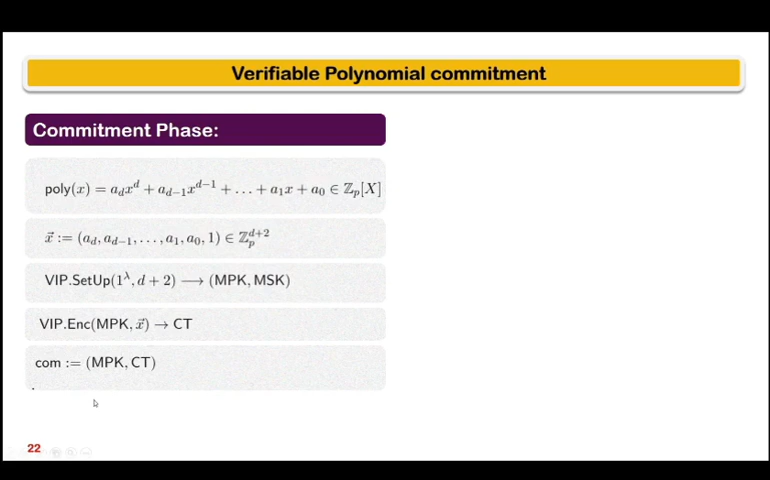 Verifiable Polynomial commitment
Commitment Phase:
poly(x) = a_d x^d + a_{d−1} x^{d−1} + … + a_1 x + a_0 ∈ ℤ_p[X]
x⃗ := (a_d, a_{d−1}, …, a_1, a_0, 1) ∈ ℤ_p^{d+2}
VIP.SetUp(1^λ, d + 2) ⟶ (MPK, MSK)
VIP.Enc(MPK, x⃗) → CT
com := (MPK, CT)
.
22